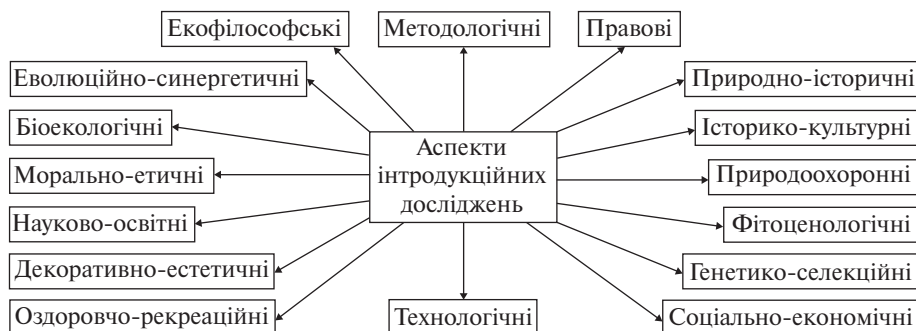 Екофілософські
Методологічні
Правові
Еволюційно-синергетичні
Природно-історичні
Біоекологічні
Історико-культурні
Аспекти
інтродукційних
досліджень
Морально-етичні
Природоохоронні
Науково-освітні
Фітоценологічні
Декоративно-естетичні
Генетико-селекційні
Оздоровчо-рекреаційні
Технологічні
Соціально-економічні